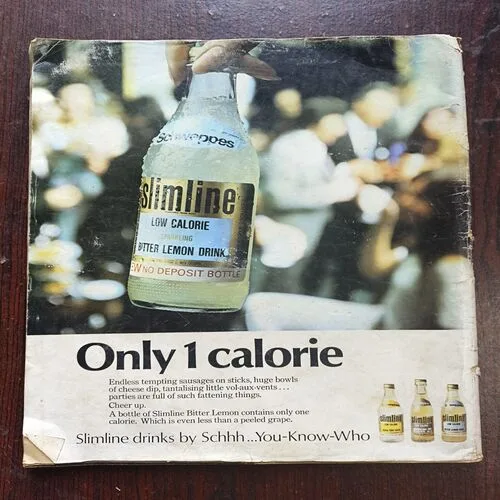 Schweppes
slimline
LOW CALORIE
SPARKLING
BITTER LEMON DRINK
NO DEPOSIT BOTTLE
Only 1 calorie
Endless tempting sausages on sticks, huge bowls
of cheese dip, tantalising little vol-aux-vents . . .
parties are full of such fattening things.
Cheer up.
A bottle of Slimline Bitter Lemon contains only one
calorie. Which is even less than a peeled grape.
slimline
slimline
slimline
Slimline drinks by Schhh...You-Know-Who